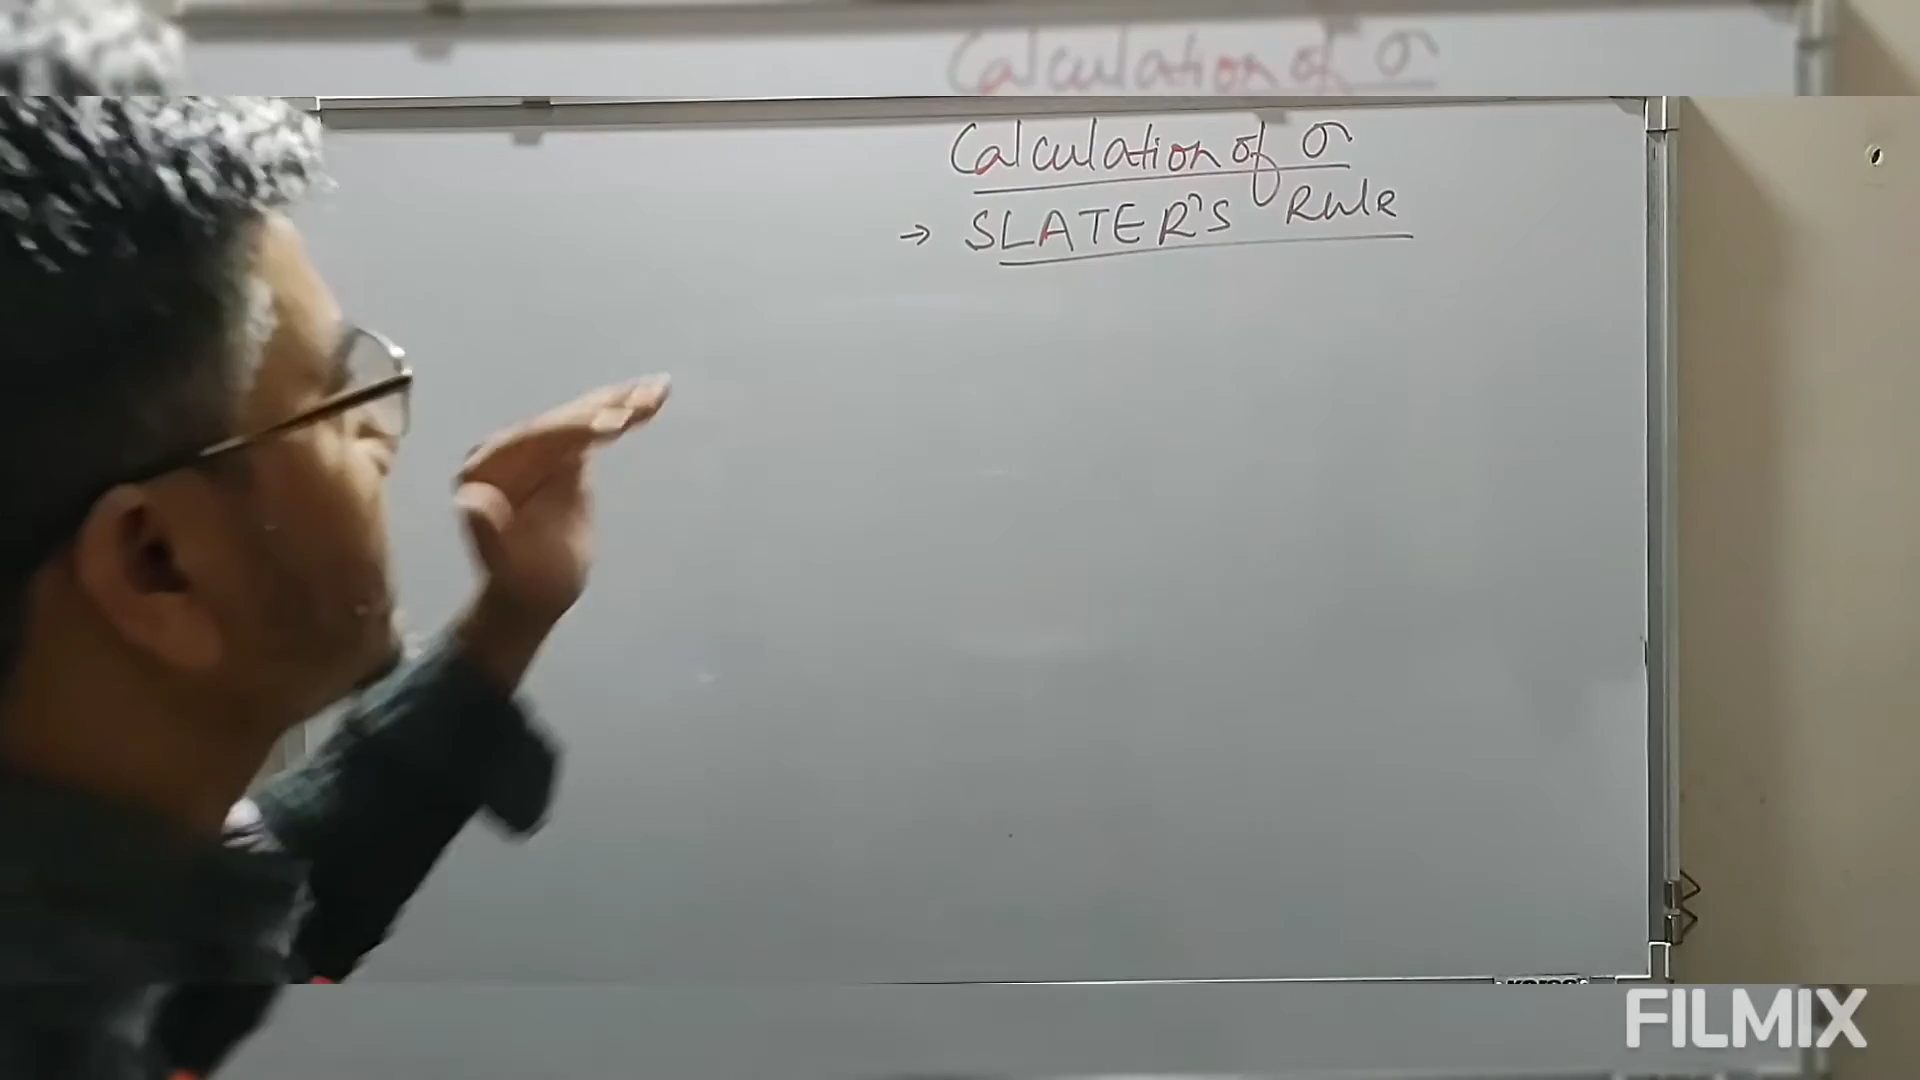 Calculation of σ
Calculation of σ
→ SLATER'S Rule
FILMIX